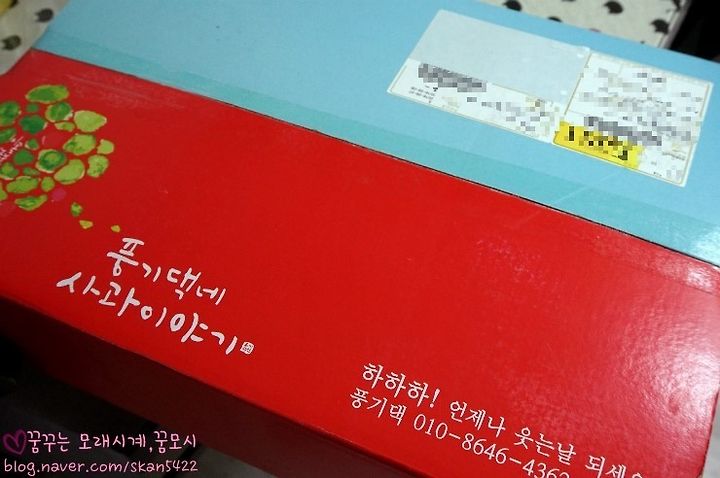 풍기댁네
사과이야기
하하하! 언제나 웃는날 되세요
풍기댁 010-8646-4362
꿈꾸는 모래시계,꿈모시
blog.naver.com/skan5422